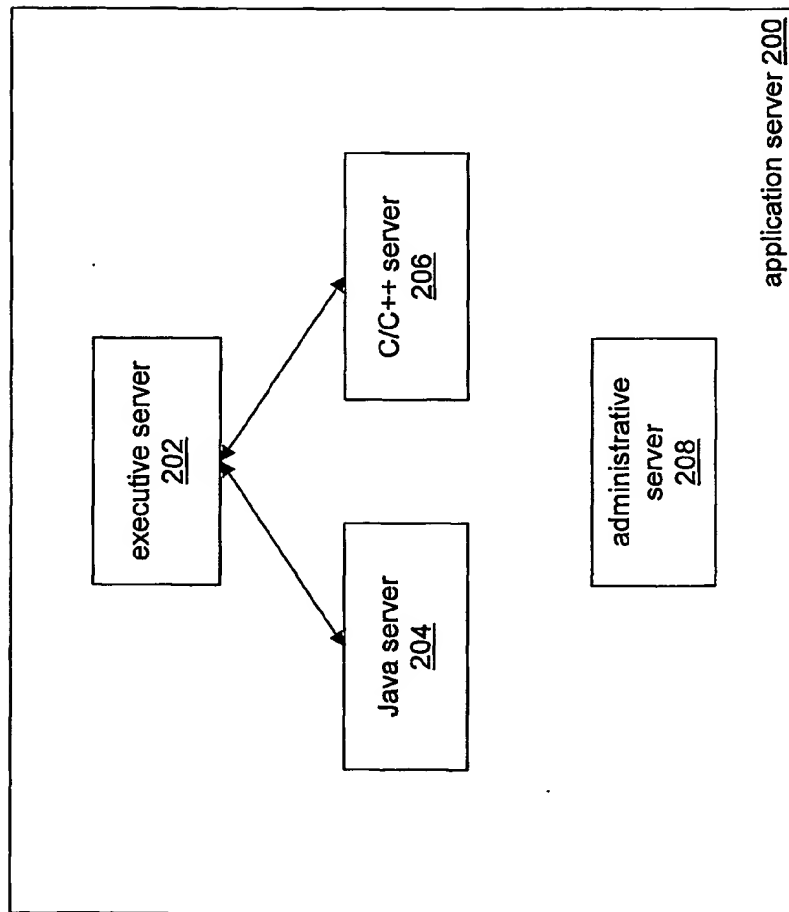 executive server
202
Java server
204
C/C++ server
206
administrative
server
208
application server 200